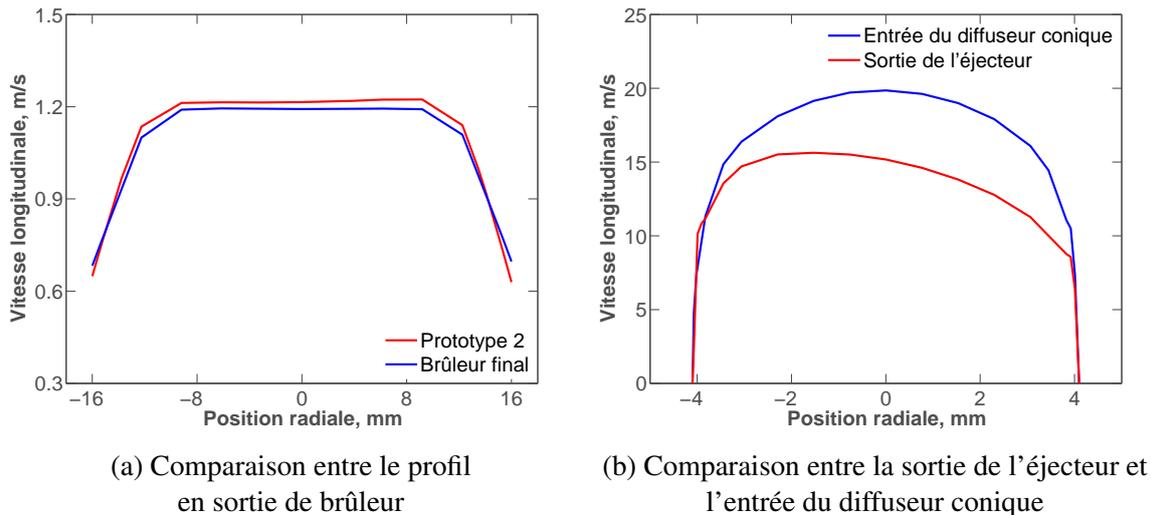 1.5
1.2
0.9
0.6
0.3
Vitesse longitudinale, m/s
−16
−8
0
8
16
Position radiale, mm
Prototype 2
Brûleur final
(a) Comparaison entre le profil
en sortie de brûleur
25
20
15
10
5
0
Vitesse longitudinale, m/s
−4
−2
0
2
4
Position radiale, mm
Entrée du diffuseur conique
Sortie de l'éjecteur
(b) Comparaison entre la sortie de l'éjecteur et
l'entrée du diffuseur conique